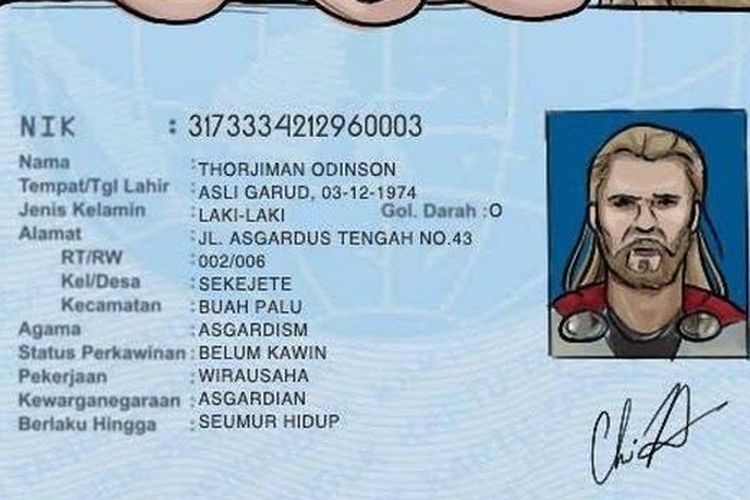 NIK : 3173334212960003
Nama : THORJIMAN ODINSON
Tempat/Tgl Lahir : ASLI GARUD, 03-12-1974
Jenis Kelamin : LAKI-LAKI Gol. Darah : O
Alamat : JL. ASGARDUS TENGAH NO.43
RT/RW : 002/006
Kel/Desa : SEKEJETE
Kecamatan : BUAH PALU
Agama : ASGARDISM
Status Perkawinan : BELUM KAWIN
Pekerjaan : WIRAUSAHA
Kewarganegaraan : ASGARDIAN
Berlaku Hingga : SEUMUR HIDUP